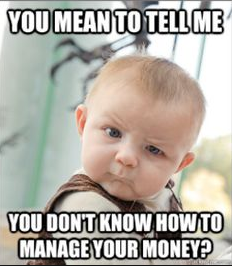 YOU MEAN TO TELL ME
YOU DON'T KNOW HOW TO
MANAGE YOUR MONEY?